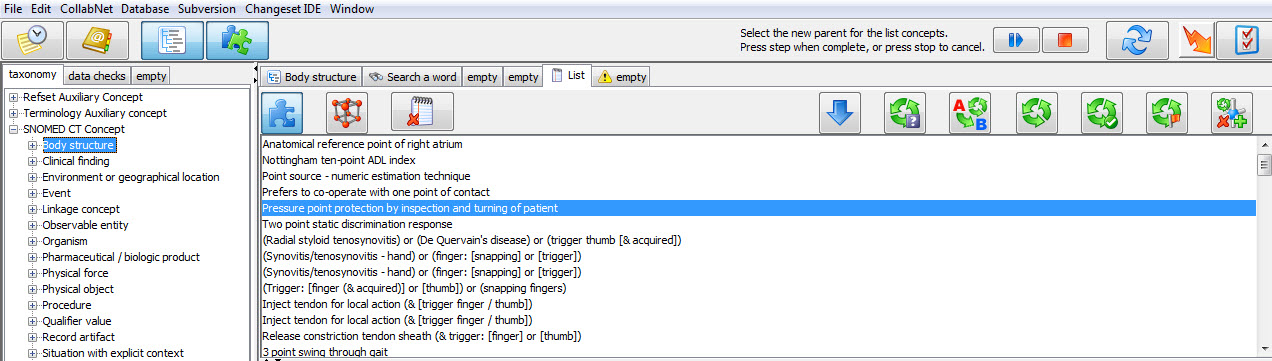 File Edit CollabNet Database Subversion Changeset IDE Window
Select the new parent for the list concepts.
Press step when complete, or press stop to cancel.
taxonomy data checks empty
Body structure Search a word empty empty List empty
Refset Auxiliary Concept
Terminology Auxiliary concept
SNOMED CT Concept
Body structure
Clinical finding
Environment or geographical location
Event
Linkage concept
Observable entity
Organism
Pharmaceutical / biologic product
Physical force
Physical object
Procedure
Qualifier value
Record artifact
Situation with explicit context
A B
Anatomical reference point of right atrium
Nottingham ten-point ADL index
Point source - numeric estimation technique
Prefers to co-operate with one point of contact
Pressure point protection by inspection and turning of patient
Two point static discrimination response
(Radial styloid tenosynovitis) or (De Quervain's disease) or (trigger thumb [& acquired])
(Synovitis/tenosynovitis - hand) or (finger: [snapping] or [trigger])
(Synovitis/tenosynovitis - hand) or (finger: [snapping] or [trigger])
(Trigger: [finger (& acquired)] or [thumb]) or (snapping fingers)
Inject tendon for local action (& [trigger finger / thumb])
Inject tendon for local action (& [trigger finger / thumb])
Release constriction tendon sheath (& trigger: [finger] or [thumb])
3 point swing through gait